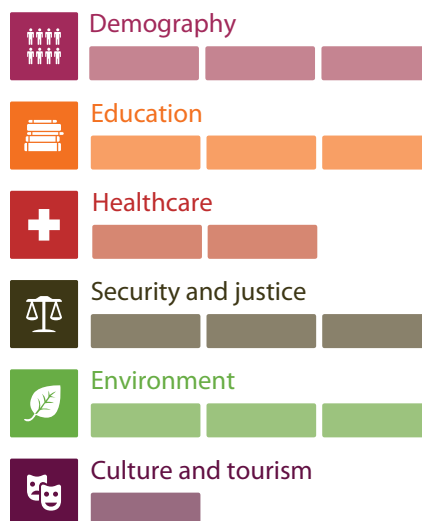 Demography
Education
Healthcare
Security and justice
Environment
Culture and tourism